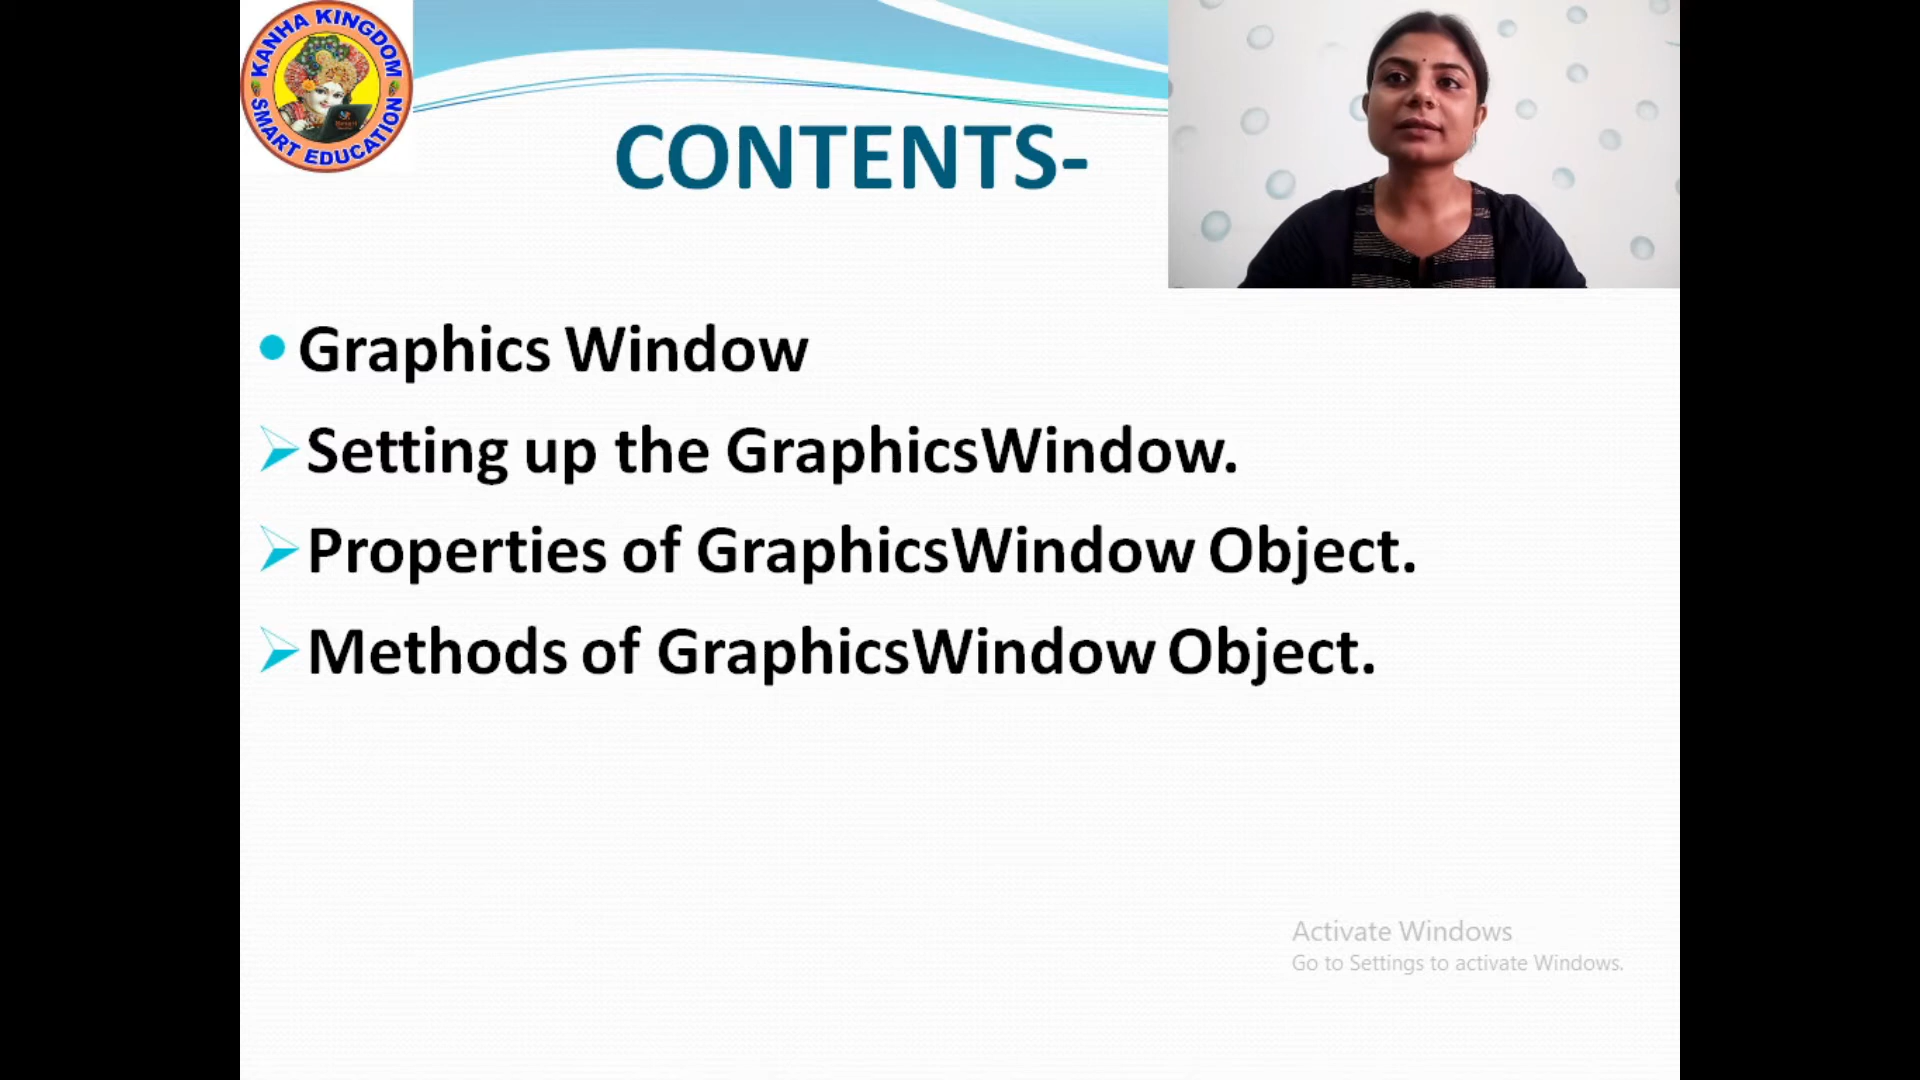 KANHA KINGDOM
SMART EDUCATION
CONTENTS-
Graphics Window
Setting up the GraphicsWindow.
Properties of GraphicsWindow Object.
Methods of GraphicsWindow Object.
Activate Windows
Go to Settings to activate Windows.